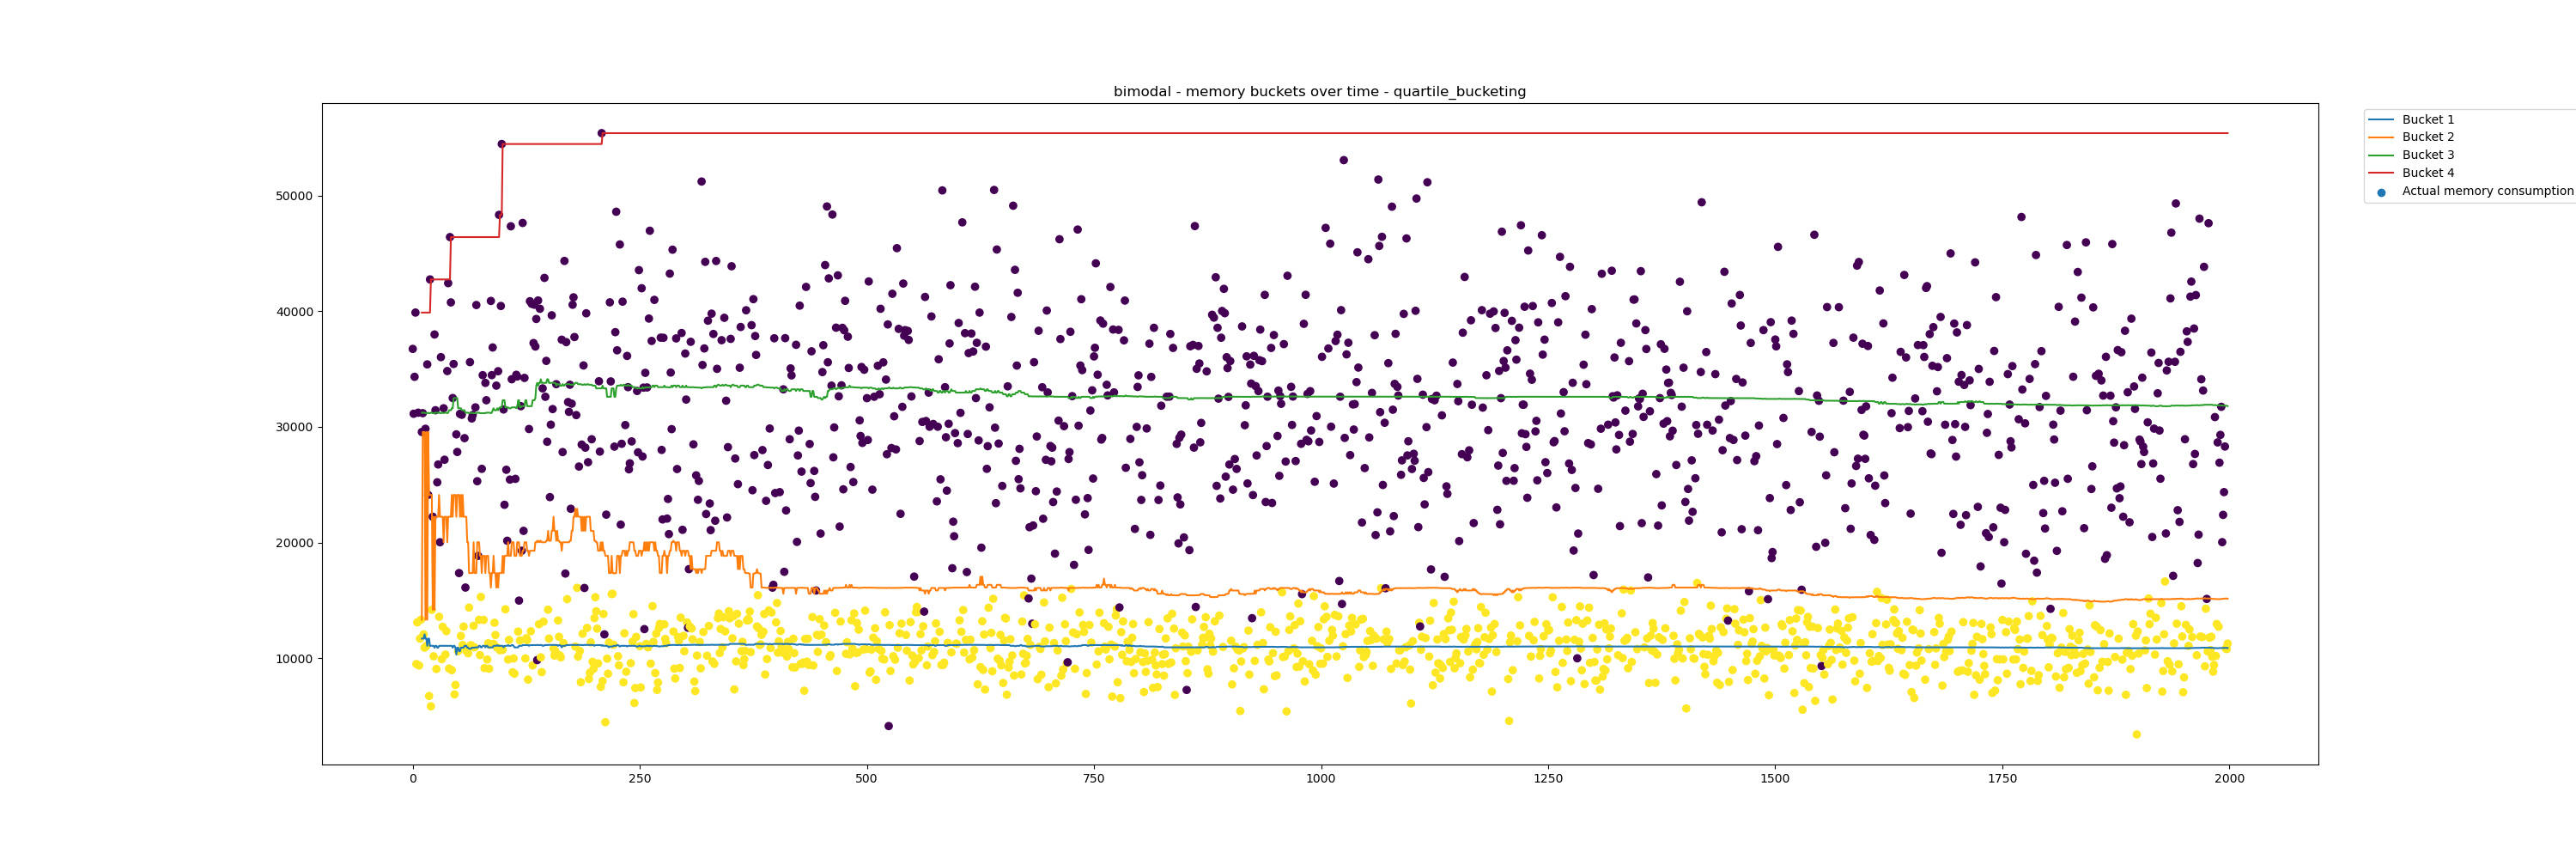 bimodal - memory buckets over time - quartile_bucketing
Bucket 1
Bucket 2
Bucket 3
Bucket 4
Actual memory consumption
50000
40000
30000
20000
10000
0 250 500 750 1000 1250 1500 1750 2000